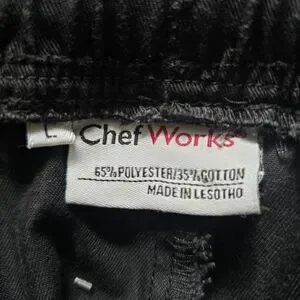 L
Chef Works®
65% POLYESTER/35% COTTON
MADE IN LESOTHO